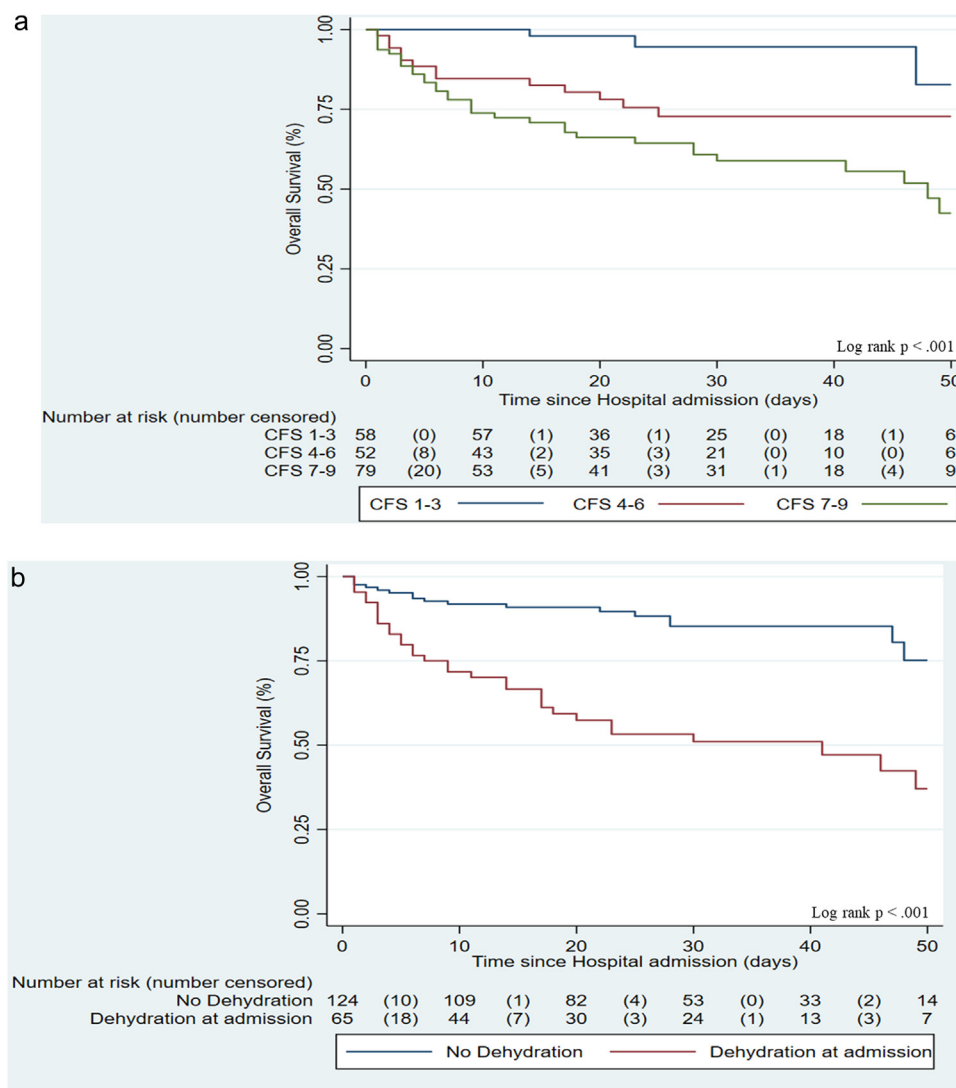 a
1.00
0.75
0.50
0.25
0.00
Overall Survival (%)
Log rank p < .001
0 10 20 30 40 50
Time since Hospital admission (days)
Number at risk (number censored)
CFS 1-3 58 (0) 57 (1) 36 (1) 25 (0) 18 (1) 6
CFS 4-6 52 (8) 43 (2) 35 (3) 21 (0) 10 (0) 6
CFS 7-9 79 (20) 53 (5) 41 (3) 31 (1) 18 (4) 9
CFS 1-3 CFS 4-6 CFS 7-9
b
1.00
0.75
0.50
0.25
0.00
Overall Survival (%)
Log rank p < .001
0 10 20 30 40 50
Time since Hospital admission (days)
Number at risk (number censored)
No Dehydration 124 (10) 109 (1) 82 (4) 53 (0) 33 (2) 14
Dehydration at admission 65 (18) 44 (7) 30 (3) 24 (1) 13 (3) 7
No Dehydration Dehydration at admission